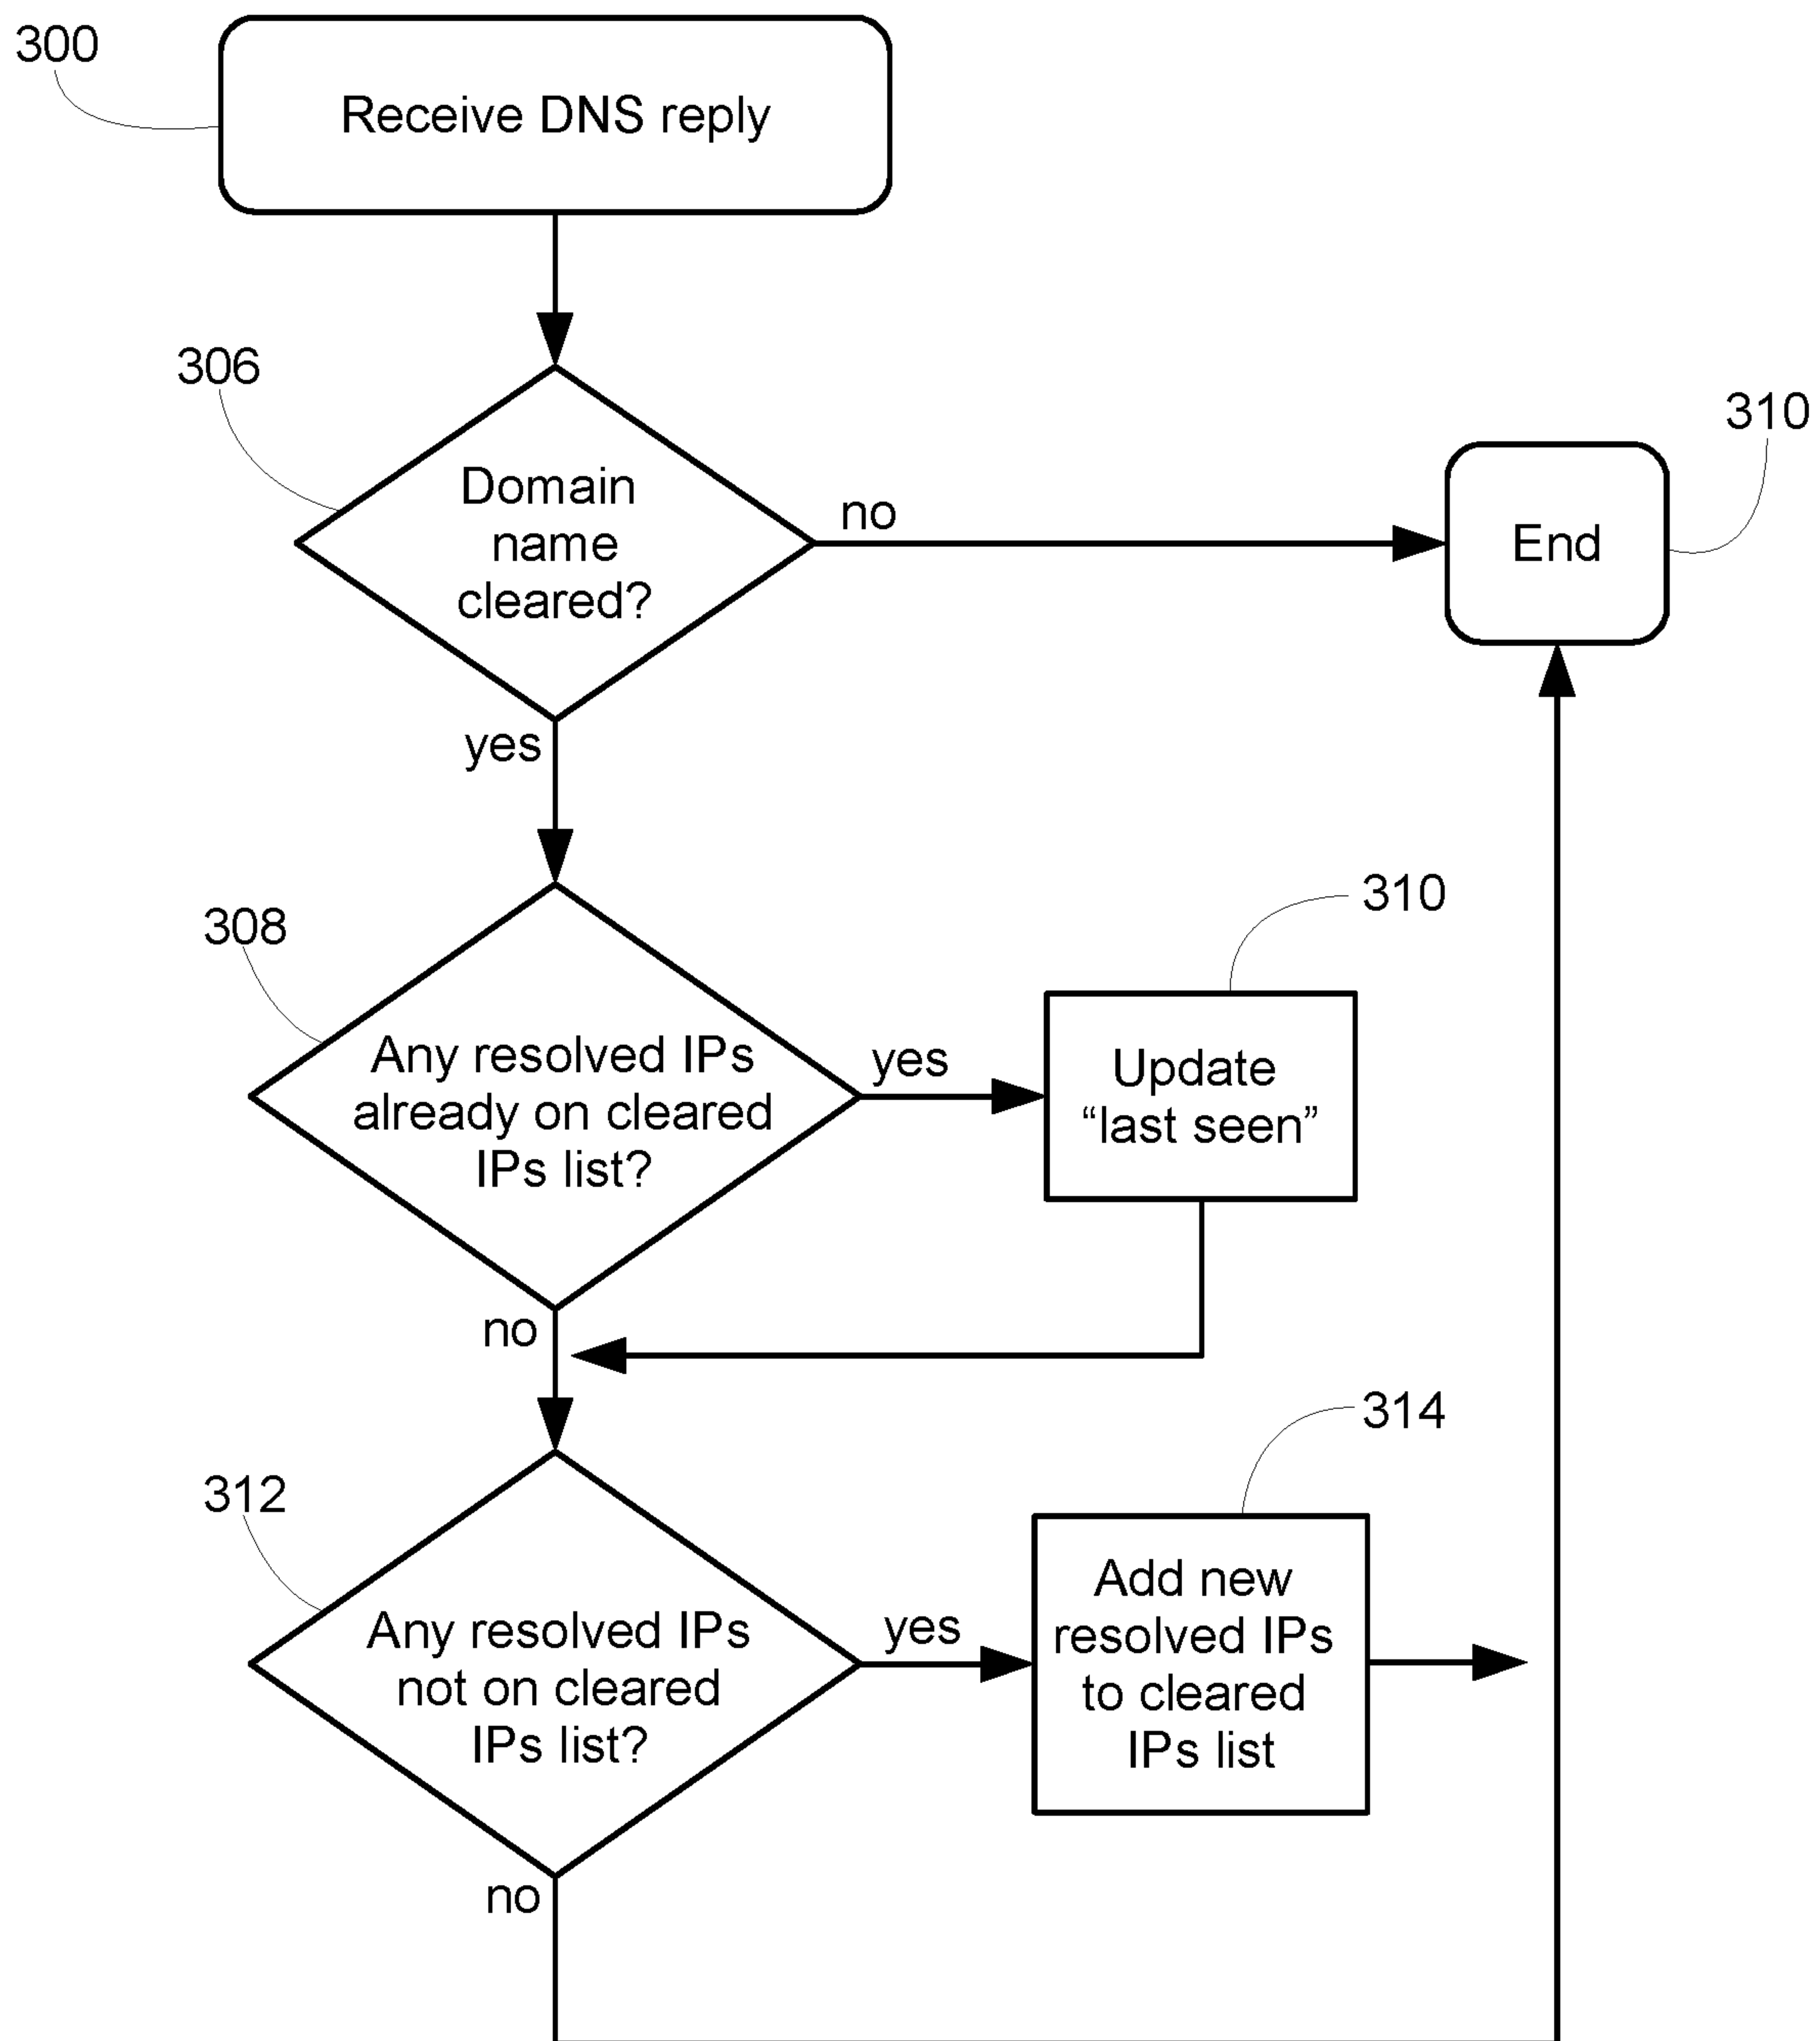 300
Receive DNS reply
306
Domain
name
cleared?
no
310
End
yes
308
Any resolved IPs
already on cleared
IPs list?
yes
310
Update
“last seen”
no
312
Any resolved IPs
not on cleared
IPs list?
yes
314
Add new
resolved IPs
to cleared
IPs list
no